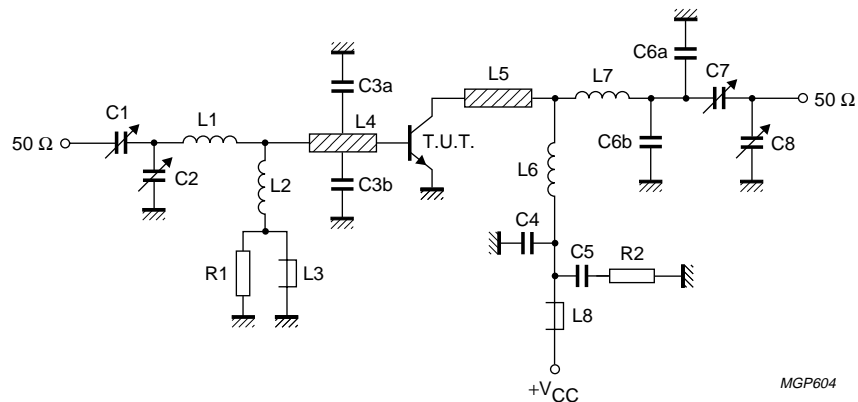 C6a
C3a
L5
L7
C7
C1
L1
L4
50 Ω
50 Ω
T.U.T.
C6b
C8
C2
L2
C3b
L6
C4
C5
R2
R1
L3
L8
+VCC
MGP604